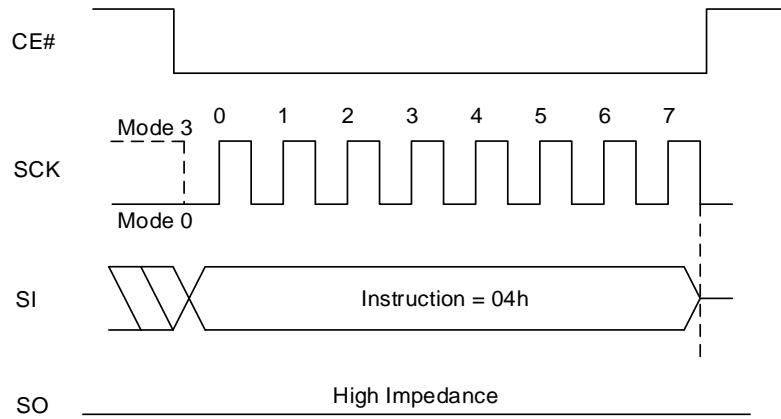 CE#
0 1 2 3 4 5 6 7
Mode 3
SCK
Mode 0
SI
Instruction = 04h
High Impedance
SO